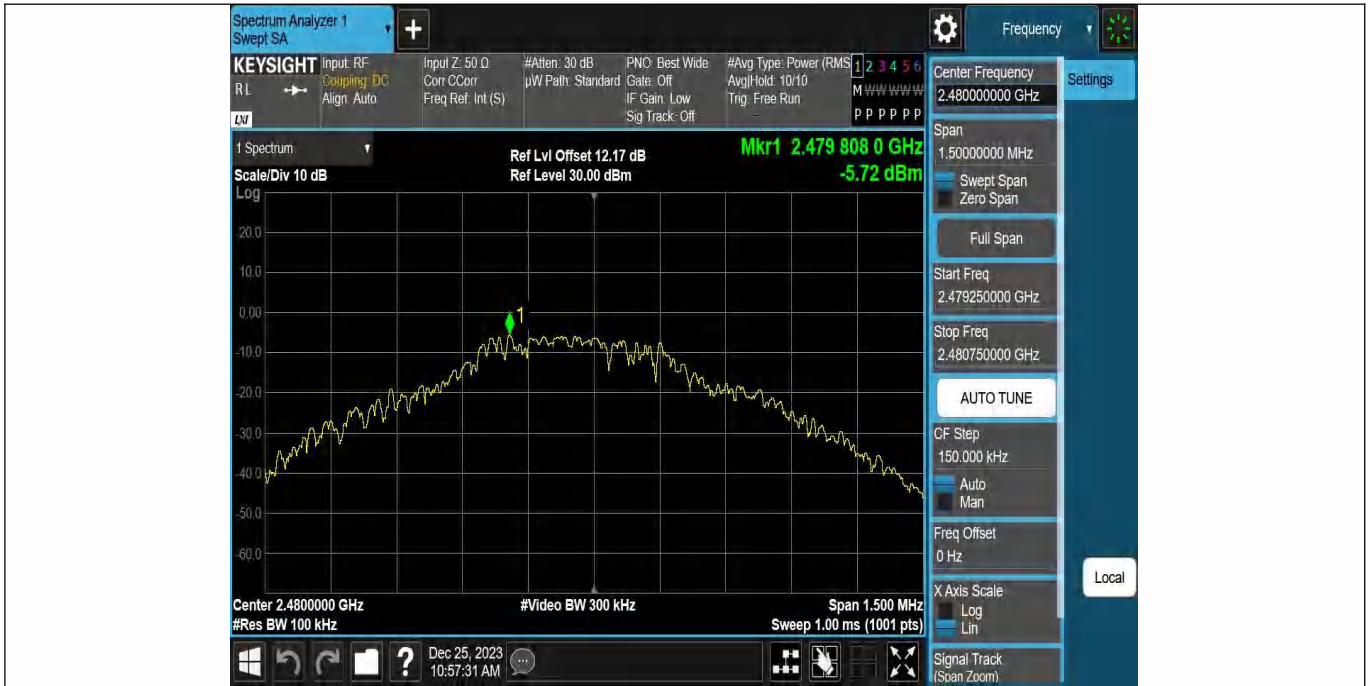 Spectrum Analyzer 1
Swept SA
+
Frequency
KEYSIGHT
Input: RF
Coupling: DC
Align: Auto
Input Z: 50 Ω
Corr CCorr
Freq Ref: Int (S)
#Atten: 30 dB
µW Path: Standard
PNO: Best Wide
Gate: Off
IF Gain: Low
Sig Track: Off
#Avg Type: Power (RMS
Avg|Hold: 10/10
Trig: Free Run
1 2 3 4 5 6
M W W W W W
P P P P P P
R L
LXI
Center Frequency
2.480000000 GHz
Settings
Span
1.50000000 MHz
Swept Span
Zero Span
Full Span
Start Freq
2.479250000 GHz
Stop Freq
2.480750000 GHz
AUTO TUNE
CF Step
150.000 kHz
Auto
Man
Freq Offset
0 Hz
X Axis Scale
Log
Lin
Signal Track
(Span Zoom)
Local
1 Spectrum
Scale/Div 10 dB
Ref Lvl Offset 12.17 dB
Ref Level 30.00 dBm
Mkr1 2.479 808 0 GHz
-5.72 dBm
Log
20.0
10.0
0.00
-10.0
-20.0
-30.0
-40.0
-50.0
-60.0
1
Center 2.4800000 GHz
#Res BW 100 kHz
#Video BW 300 kHz
Span 1.500 MHz
Sweep 1.00 ms (1001 pts)
?
Dec 25, 2023
10:57:31 AM